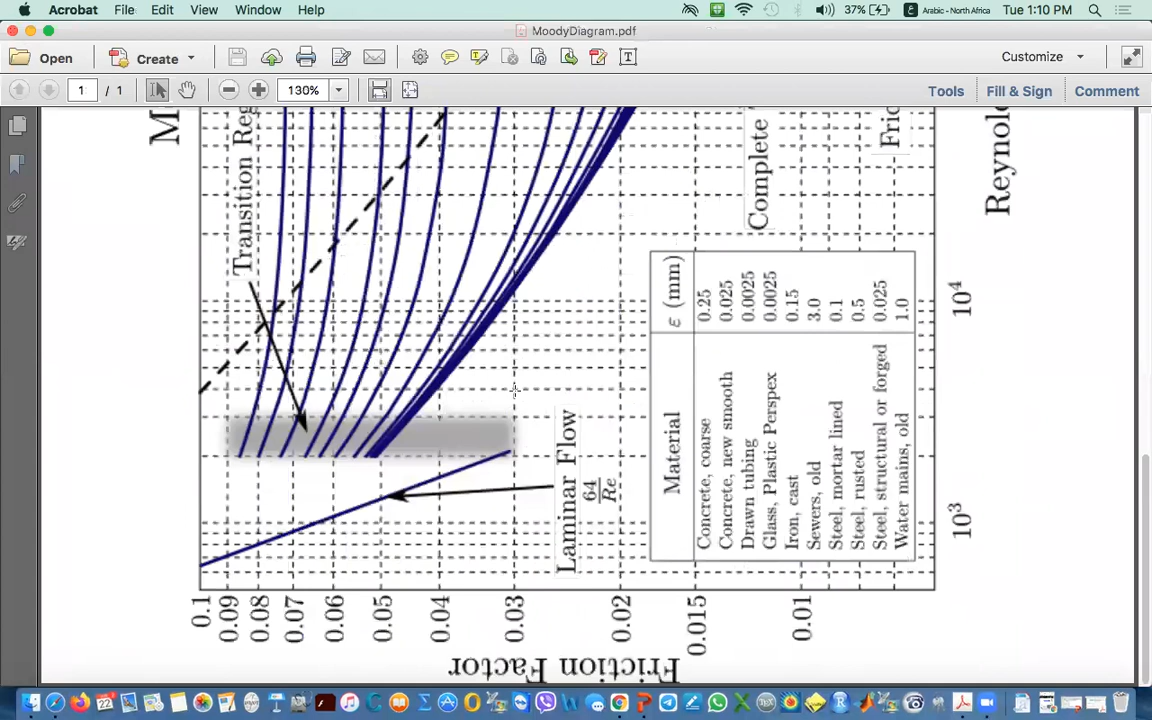 Acrobat File Edit View Window Help
37% Arabic - North Africa Tue 1:10 PM
MoodyDiagram.pdf
Open Create Customize
1 / 1 130% Tools Fill & Sign Comment
M
Transition Reg
Complete
Fric
Reynol
Laminar Flow
64
Re
Material ε (mm)
Concrete, coarse 0.25
Concrete, new smooth 0.025
Drawn tubing 0.0025
Glass, Plastic Perspex 0.0025
Iron, cast 0.15
Sewers, old 3.0
Steel, mortar lined 0.1
Steel, rusted 0.5
Steel, structural or forged 0.025
Water mains, old 1.0
10^4
10^3
0.1
0.09
0.08
0.07
0.06
0.05
0.04
0.03
0.02
0.015
0.01
Friction Factor